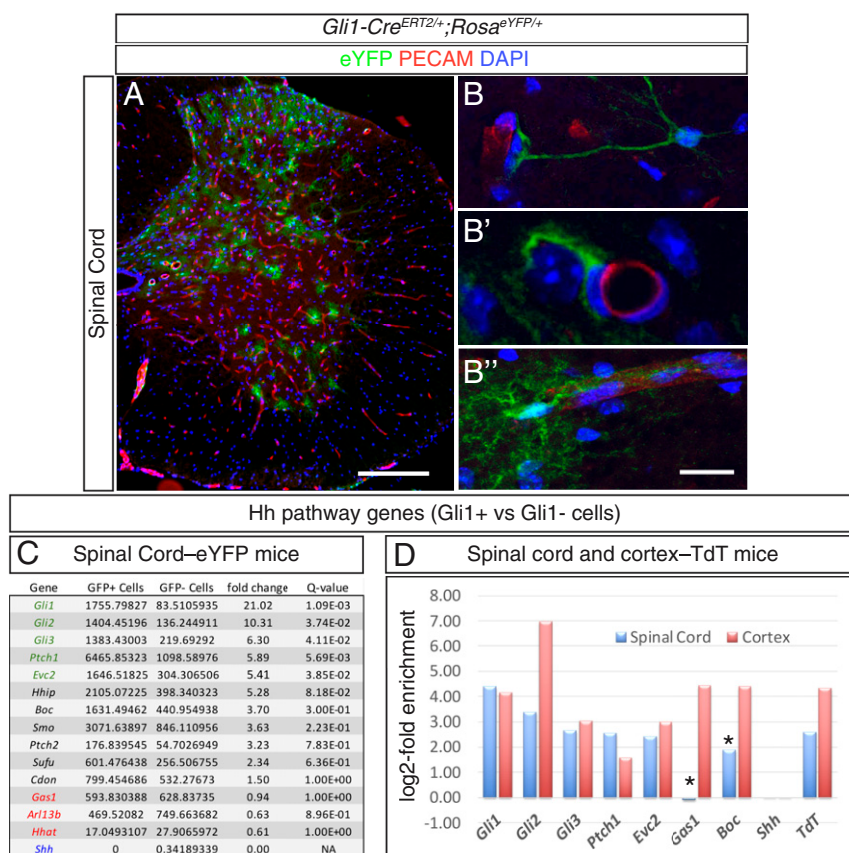 Gli1-CreERT2/+;RosaeYFP/+
eYFP PECAM DAPI
Spinal Cord
A
B
B'
B''
Hh pathway genes (Gli1+ vs Gli1- cells)
C Spinal Cord–eYFP mice
Gene GFP+ Cells GFP- Cells fold change Q-value
Gli1 1755.79827 83.5105935 21.02 1.09E-03
Gli2 1404.45196 136.244911 10.31 3.74E-02
Gli3 1383.43003 219.69292 6.30 4.11E-02
Ptch1 6465.85323 1098.58976 5.89 5.69E-03
Evc2 1646.51825 304.306506 5.41 3.85E-02
Hhip 2105.07225 398.340323 5.28 8.18E-02
Boc 1631.49462 440.954938 3.70 3.00E-01
Smo 3071.63897 846.110956 3.63 2.23E-01
Ptch2 176.839545 54.7026949 3.23 7.83E-01
Sufu 601.476438 256.506755 2.34 6.36E-01
Cdon 799.454686 532.27673 1.50 1.00E+00
Gas1 593.830388 628.83735 0.94 1.00E+00
Arl13b 469.52082 749.663682 0.63 8.96E-01
Hhat 17.0493107 27.9065972 0.61 1.00E+00
Shh 0 0.34189339 0.00 NA
D Spinal cord and cortex–TdT mice
log2-fold enrichment
8.00
7.00
6.00
5.00
4.00
3.00
2.00
1.00
0.00
-1.00
Spinal Cord Cortex
*
*
Gli1 Gli2 Gli3 Ptch1 Evc2 Gas1 Boc Shh TdT